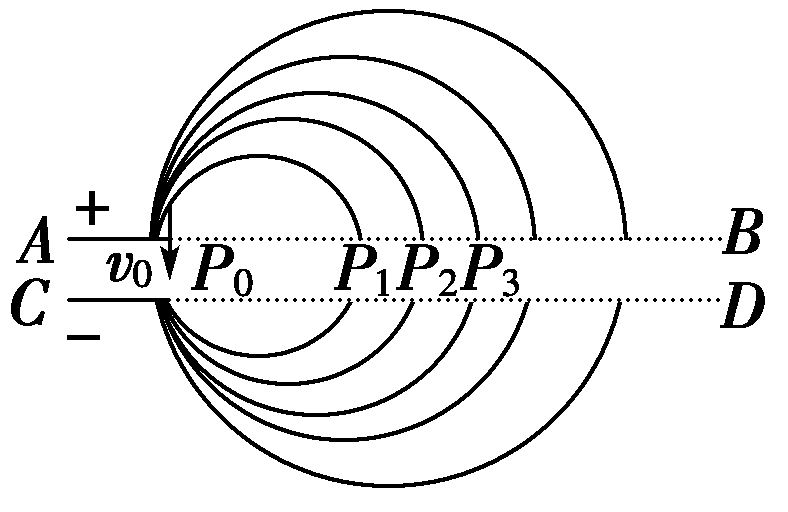 +
A B
v₀ P₀ P₁ P₂ P₃
C D
−